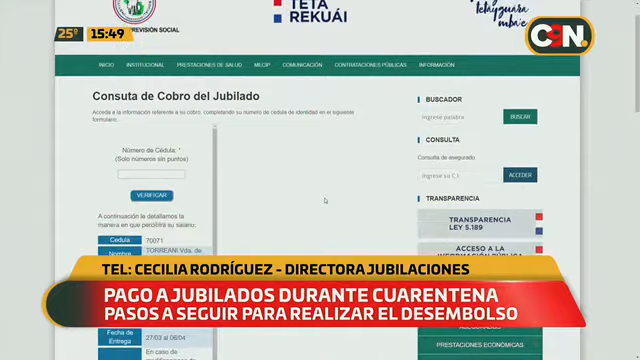 TETÃ
REKUÁI
Tetayguara
mba'e
PREVISIÓN SOCIAL
25°
15:49
C9N.
INICIO INSTITUCIONAL PRESTACIONES DE SALUD MECIP COMUNICACIÓN CONTRATACIONES PÚBLICAS INFORMACIÓN
Consuta de Cobro del Jubilado
Acceda a la información referente a su cobro, completando su número de cedula de identidad en el siguiente
formulario.
Número de Cédula: *
(Solo números sin puntos)
VERIFICAR
A continuación le detallamos la
manera en que percibirá su salario:
Cedula 70071
Nombre TORREANI Vda. de
Fecha de
Entrega 27/03 al 06/04
En caso de
BUSCADOR
Ingrese palabra BUSCAR
CONSULTA
Consulta de asegurado.
Ingrese su C.I. ACCEDER
TRANSPARENCIA
TRANSPARENCIA
LEY 5.189
ACCESO A LA
INFORMACIÓN PÚBLICA
PRESTACIONES ECONÓMICAS
TEL: CECILIA RODRÍGUEZ - DIRECTORA JUBILACIONES
PAGO A JUBILADOS DURANTE CUARENTENA
PASOS A SEGUIR PARA REALIZAR EL DESEMBOLSO